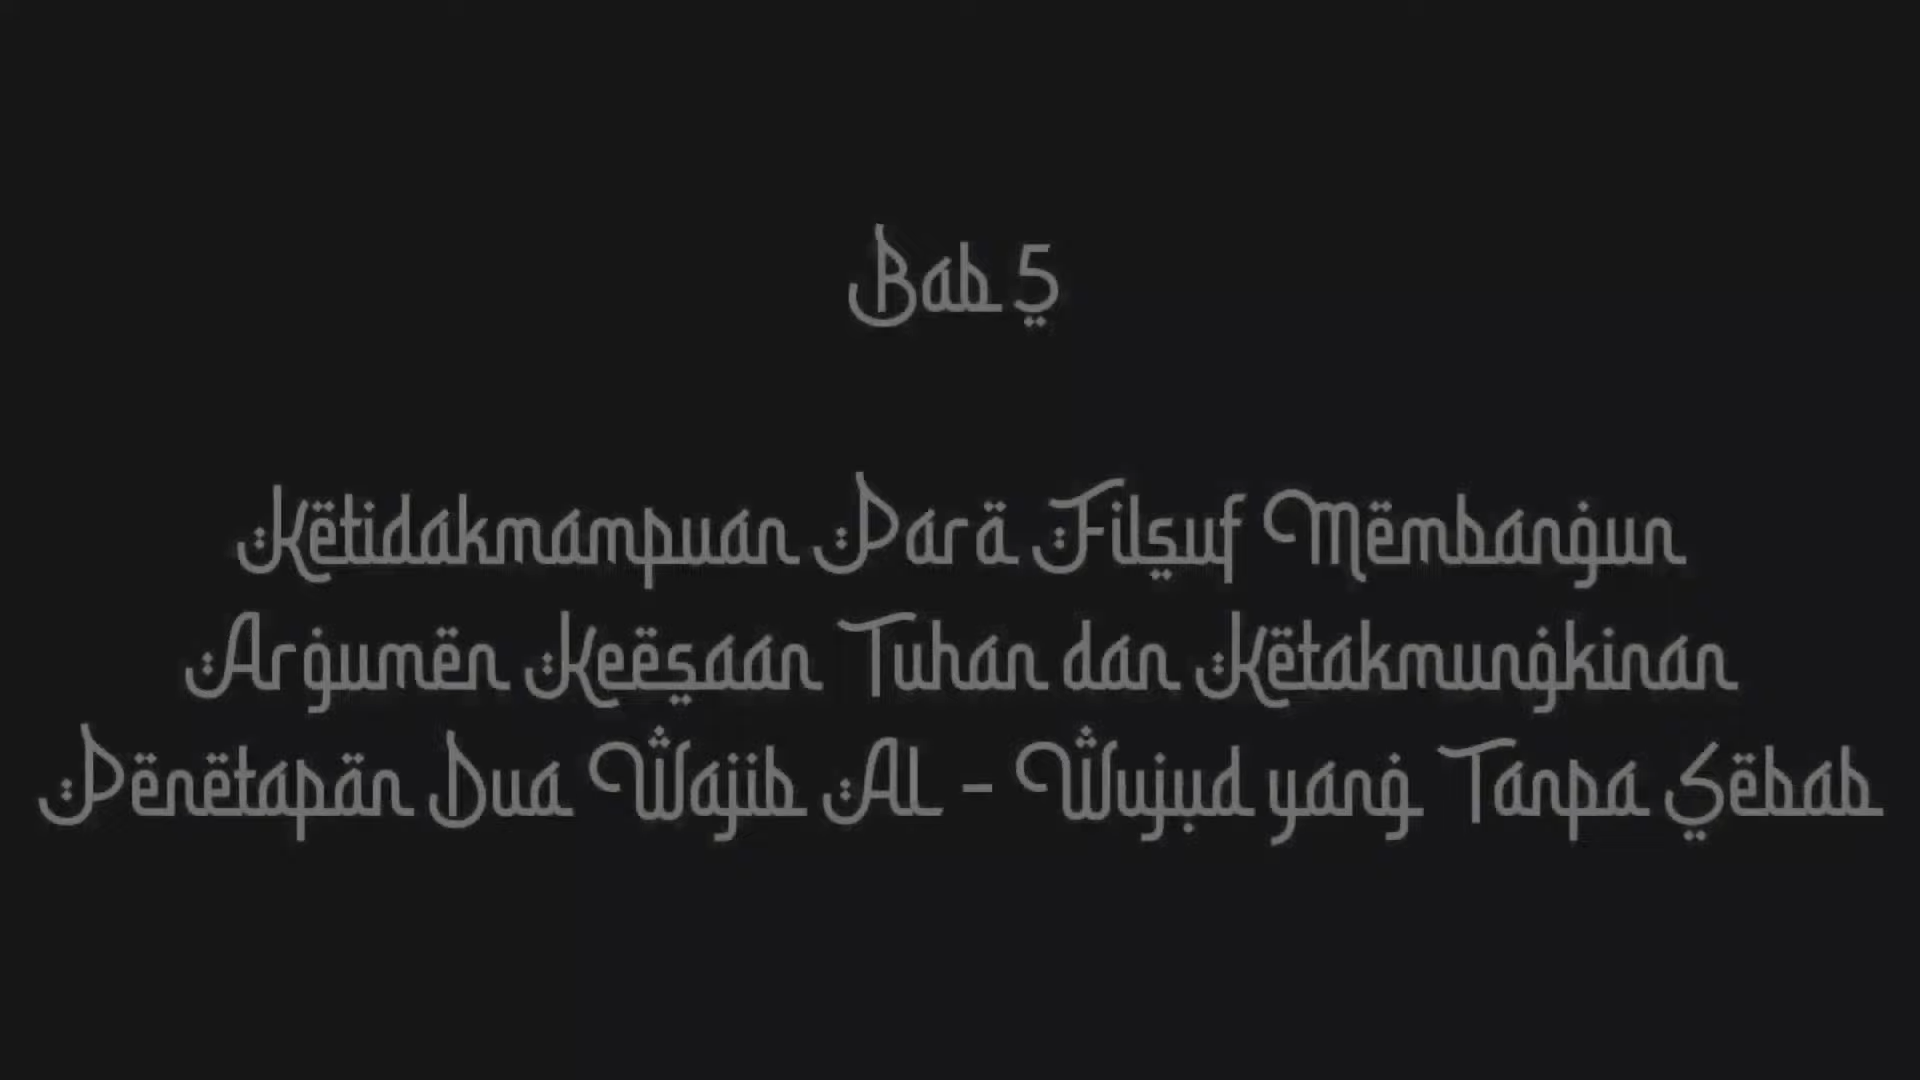 Bab 5
Ketidakmampuan Para Filsuf Membangun
Argumen Keesaan Tuhan dan Ketakmungkinan
Penetapan Dua Wajib Al - Wujud yang Tanpa Sebab